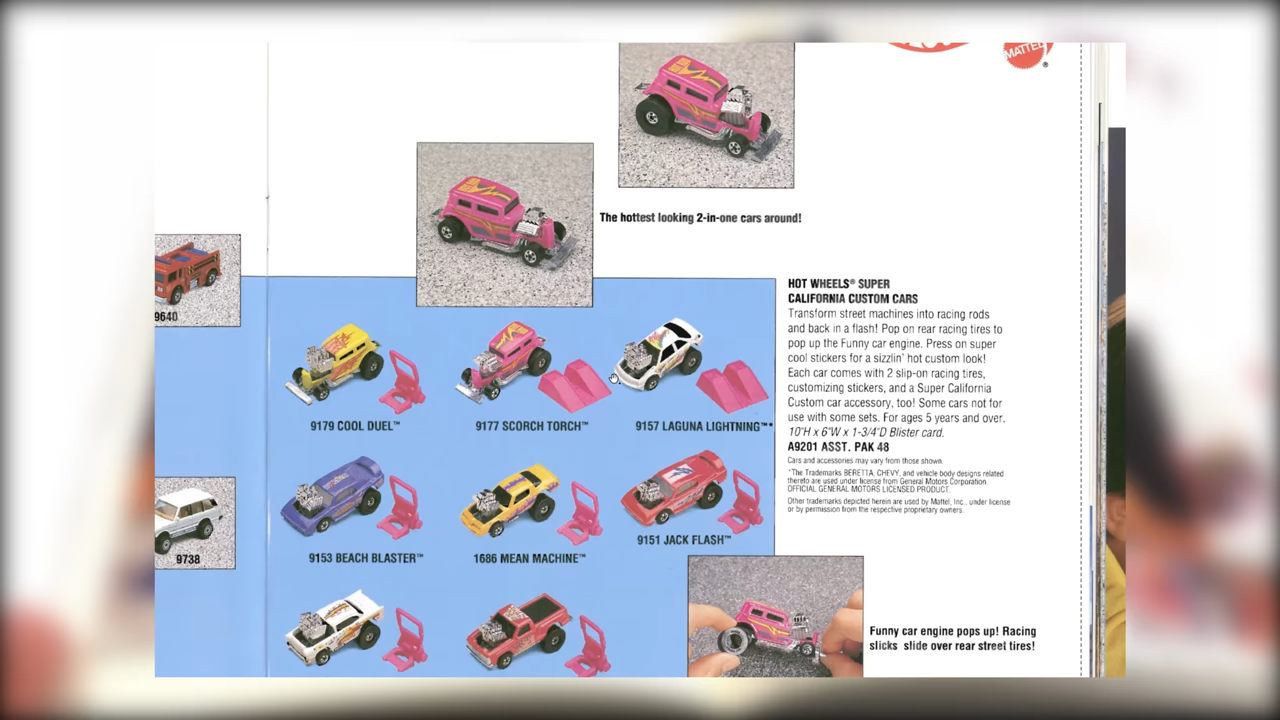 MATTEL
®
The hottest looking 2-in-one cars around!
9640
HOT WHEELS® SUPER
CALIFORNIA CUSTOM CARS
Transform street machines into racing rods
and back in a flash! Pop on rear racing tires to
pop up the Funny car engine. Press on super
cool stickers for a sizzlin' hot custom look!
Each car comes with 2 slip-on racing tires,
customizing stickers, and a Super California
Custom car accessory, too! Some cars not for
use with some sets. For ages 5 years and over.
10"H x 6"W x 1-3/4"D Blister card.
A9201 ASST. PAK 48
Cars and accessories may vary from those shown.
*The Trademarks BERETTA, CHEVY, and vehicle body designs related
thereto are used under license from General Motors Corporation.
OFFICIAL GENERAL MOTORS LICENSED PRODUCT.
Other trademarks depicted herein are used by Mattel, Inc., under license
or by permission from the respective proprietary owners.
9179 COOL DUEL™
9177 SCORCH TORCH™
9157 LAGUNA LIGHTNING™*
9738
9153 BEACH BLASTER™
1686 MEAN MACHINE™
9151 JACK FLASH™
Funny car engine pops up! Racing
slicks slide over rear street tires!